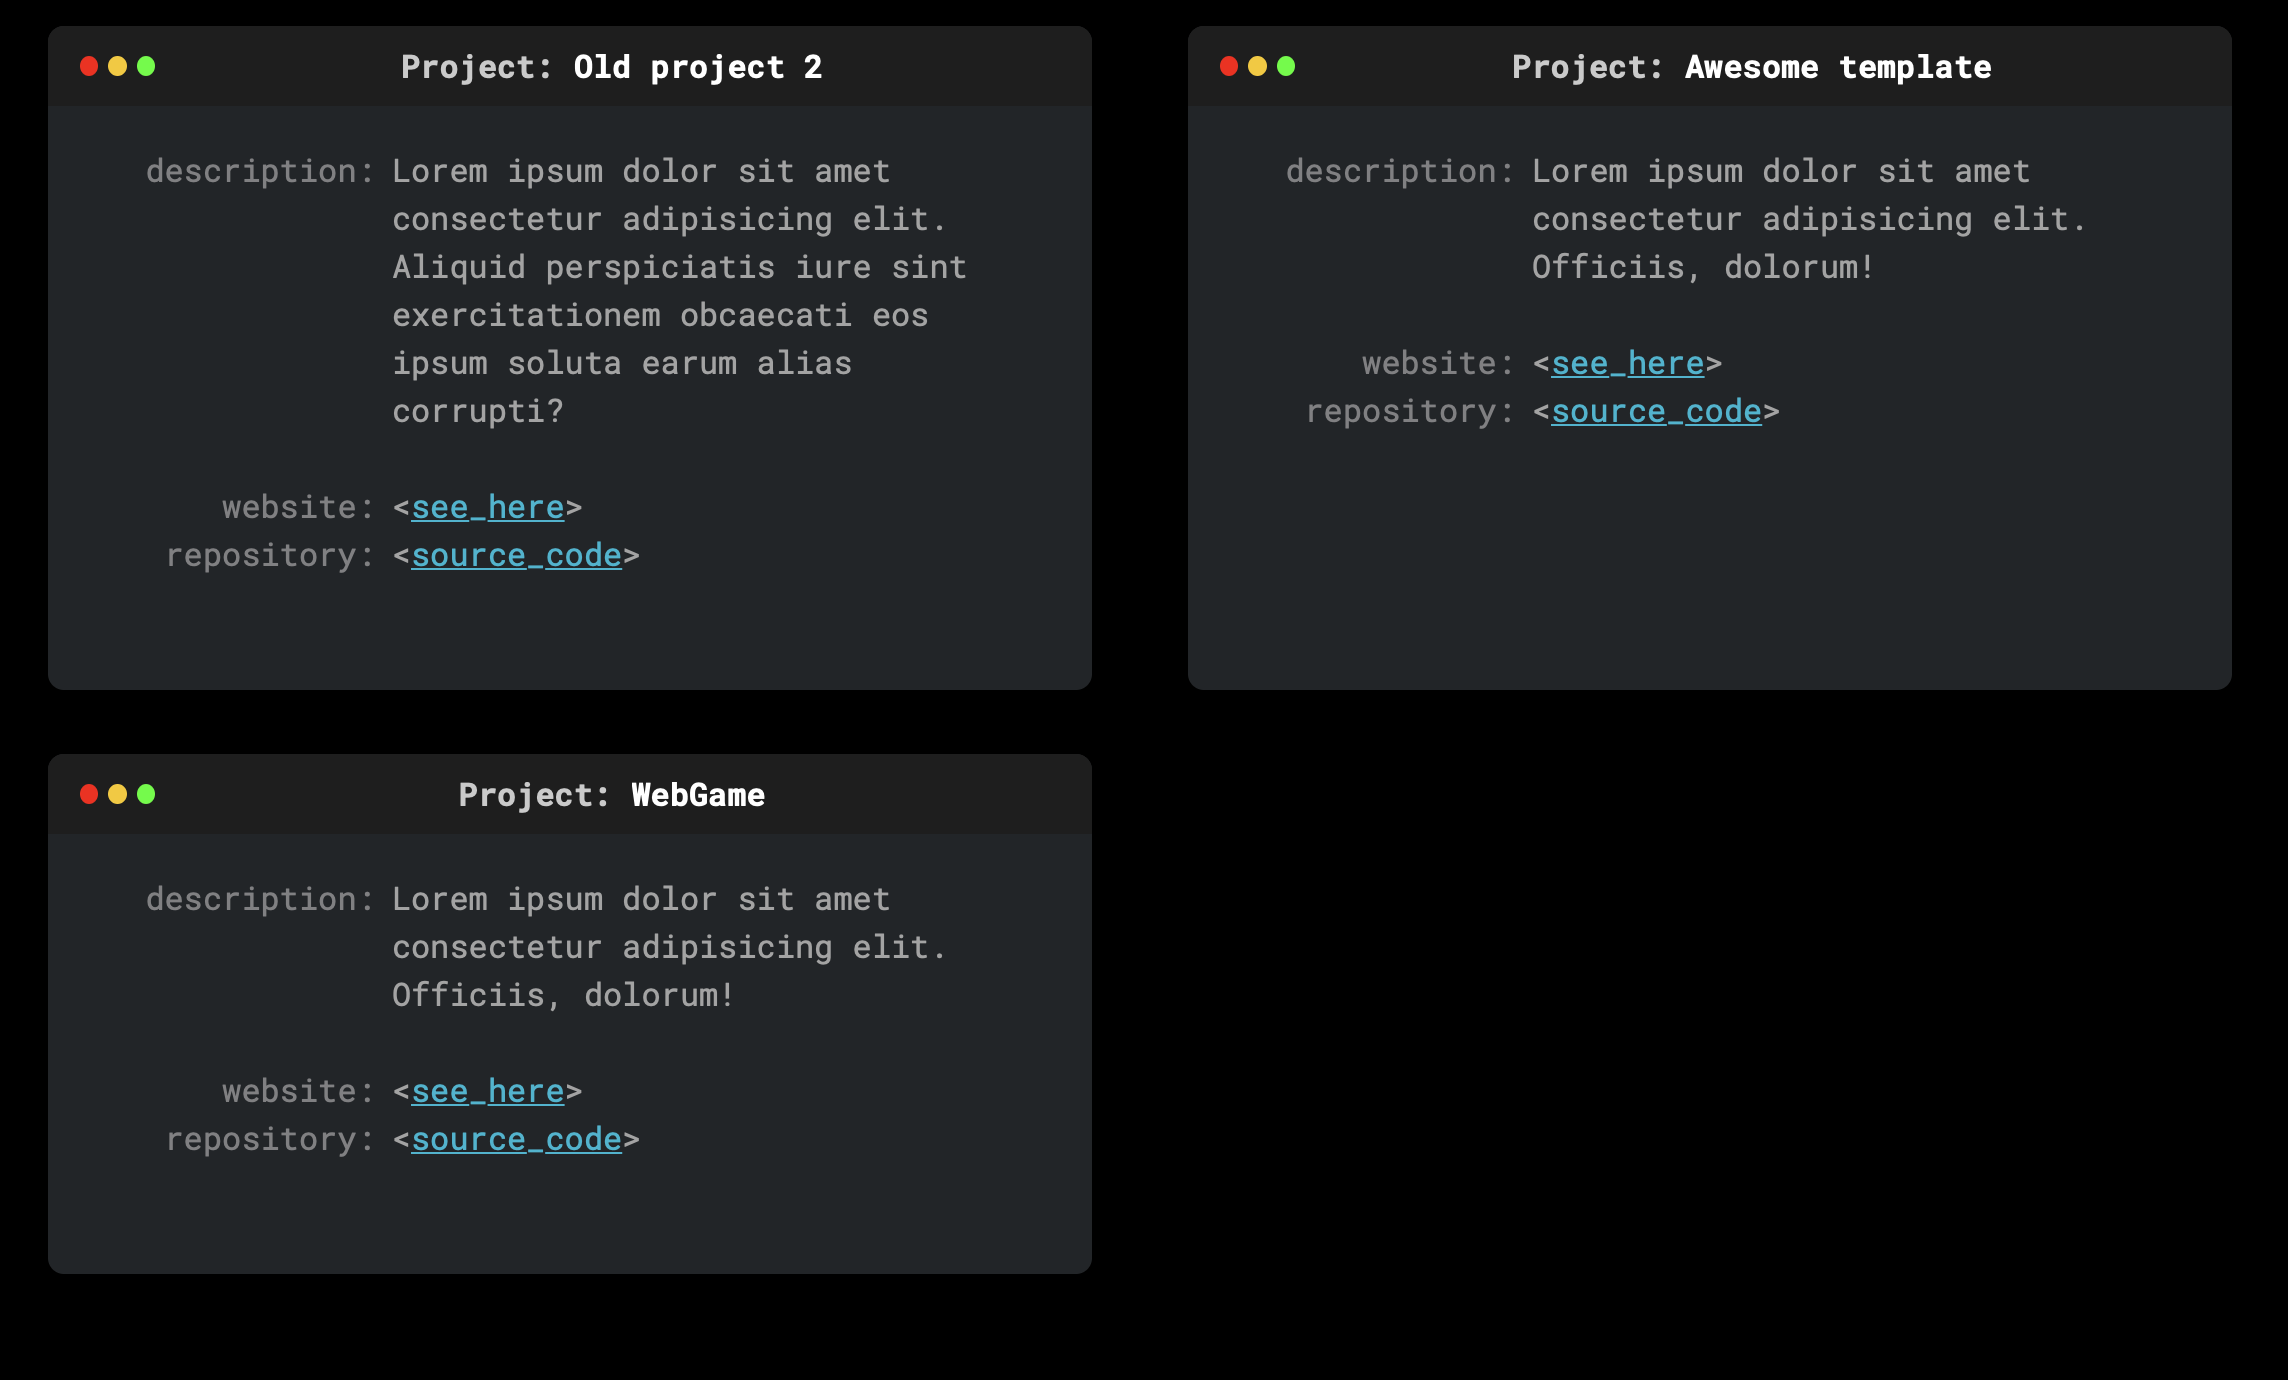 Project: Old project 2
description: Lorem ipsum dolor sit amet
consectetur adipisicing elit.
Aliquid perspiciatis iure sint
exercitationem obcaecati eos
ipsum soluta earum alias
corrupti?
website: <see_here>
repository: <source_code>
Project: Awesome template
description: Lorem ipsum dolor sit amet
consectetur adipisicing elit.
Officiis, dolorum!
website: <see_here>
repository: <source_code>
Project: WebGame
description: Lorem ipsum dolor sit amet
consectetur adipisicing elit.
Officiis, dolorum!
website: <see_here>
repository: <source_code>